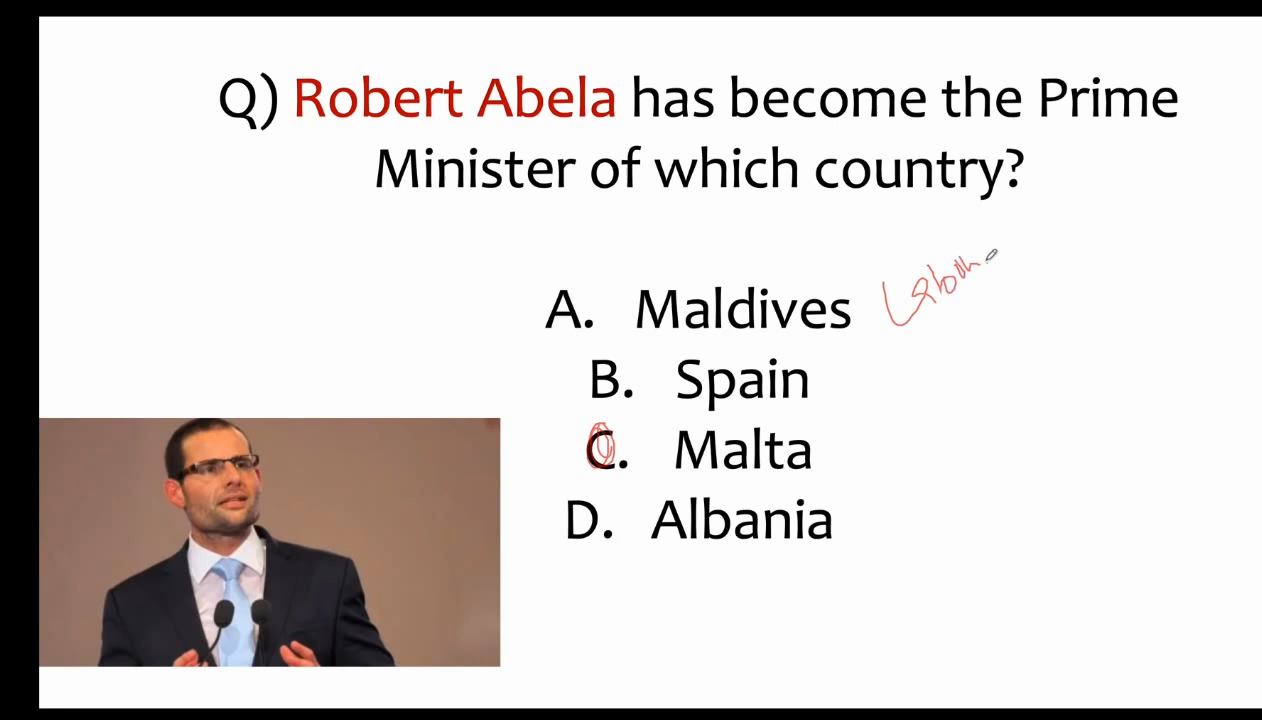 Q) Robert Abela has become the Prime
Minister of which country?
A. Maldives
B. Spain
C. Malta
D. Albania